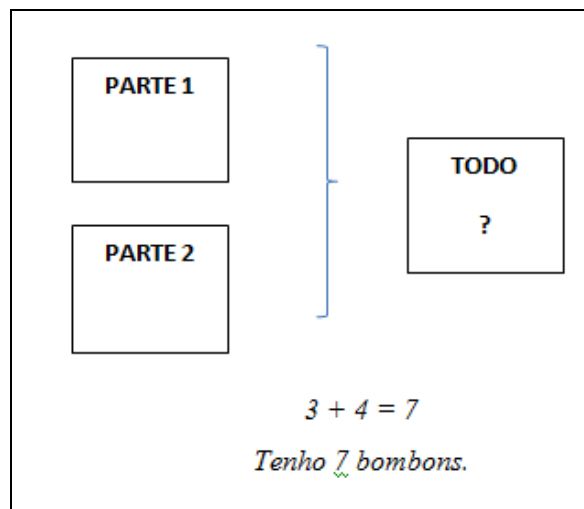 PARTE 1
PARTE 2
TODO
?
3 + 4 = 7
Tenho 7 bombons.